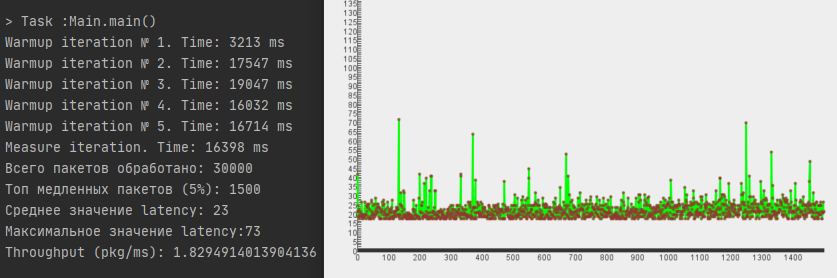 > Task :Main.main()
Warmup iteration № 1. Time: 3213 ms
Warmup iteration № 2. Time: 17547 ms
Warmup iteration № 3. Time: 19047 ms
Warmup iteration № 4. Time: 16032 ms
Warmup iteration № 5. Time: 16714 ms
Measure iteration. Time: 16398 ms
Всего пакетов обработано: 30000
Топ медленных пакетов (5%): 1500
Среднее значение latency: 23
Максимальное значение latency:73
Throughput (pkg/ms): 1.8294914013904136
135
130
125
120
115
110
105
100
95
90
85
80
75
70
65
60
55
50
45
40
35
30
25
20
15
10
5
0
0 100 200 300 400 500 600 700 800 900 1000 1100 1200 1300 1400